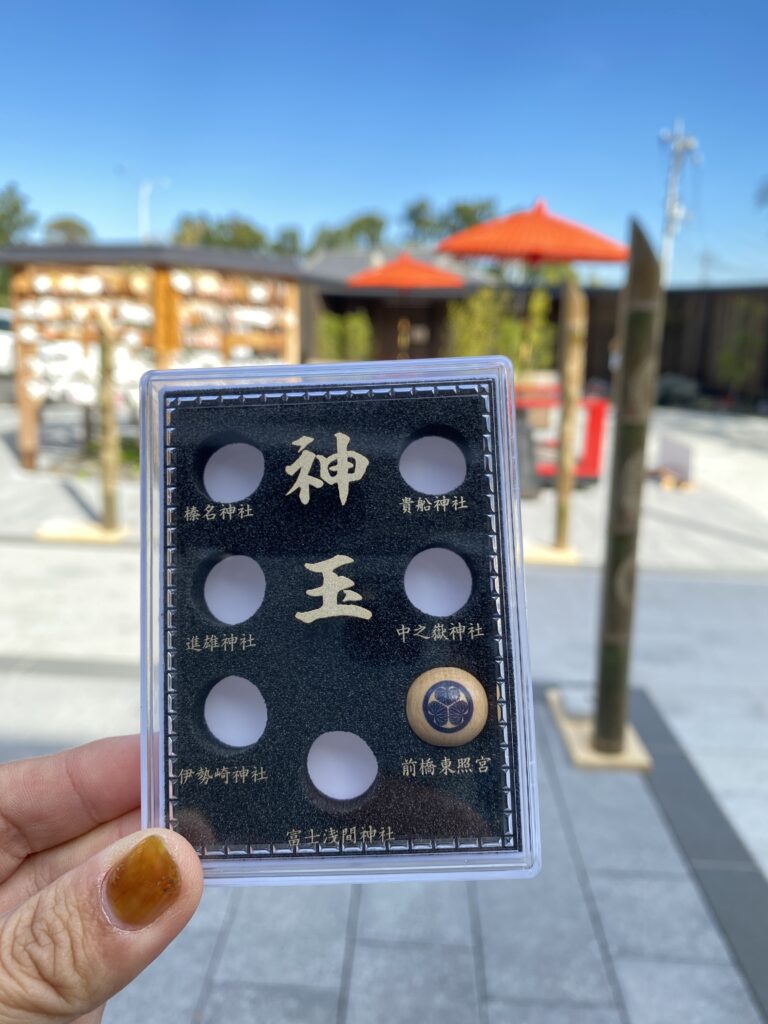 神
玉
榛名神社
貴船神社
進雄神社
中之嶽神社
伊勢崎神社
前橋東照宮
富士浅間神社